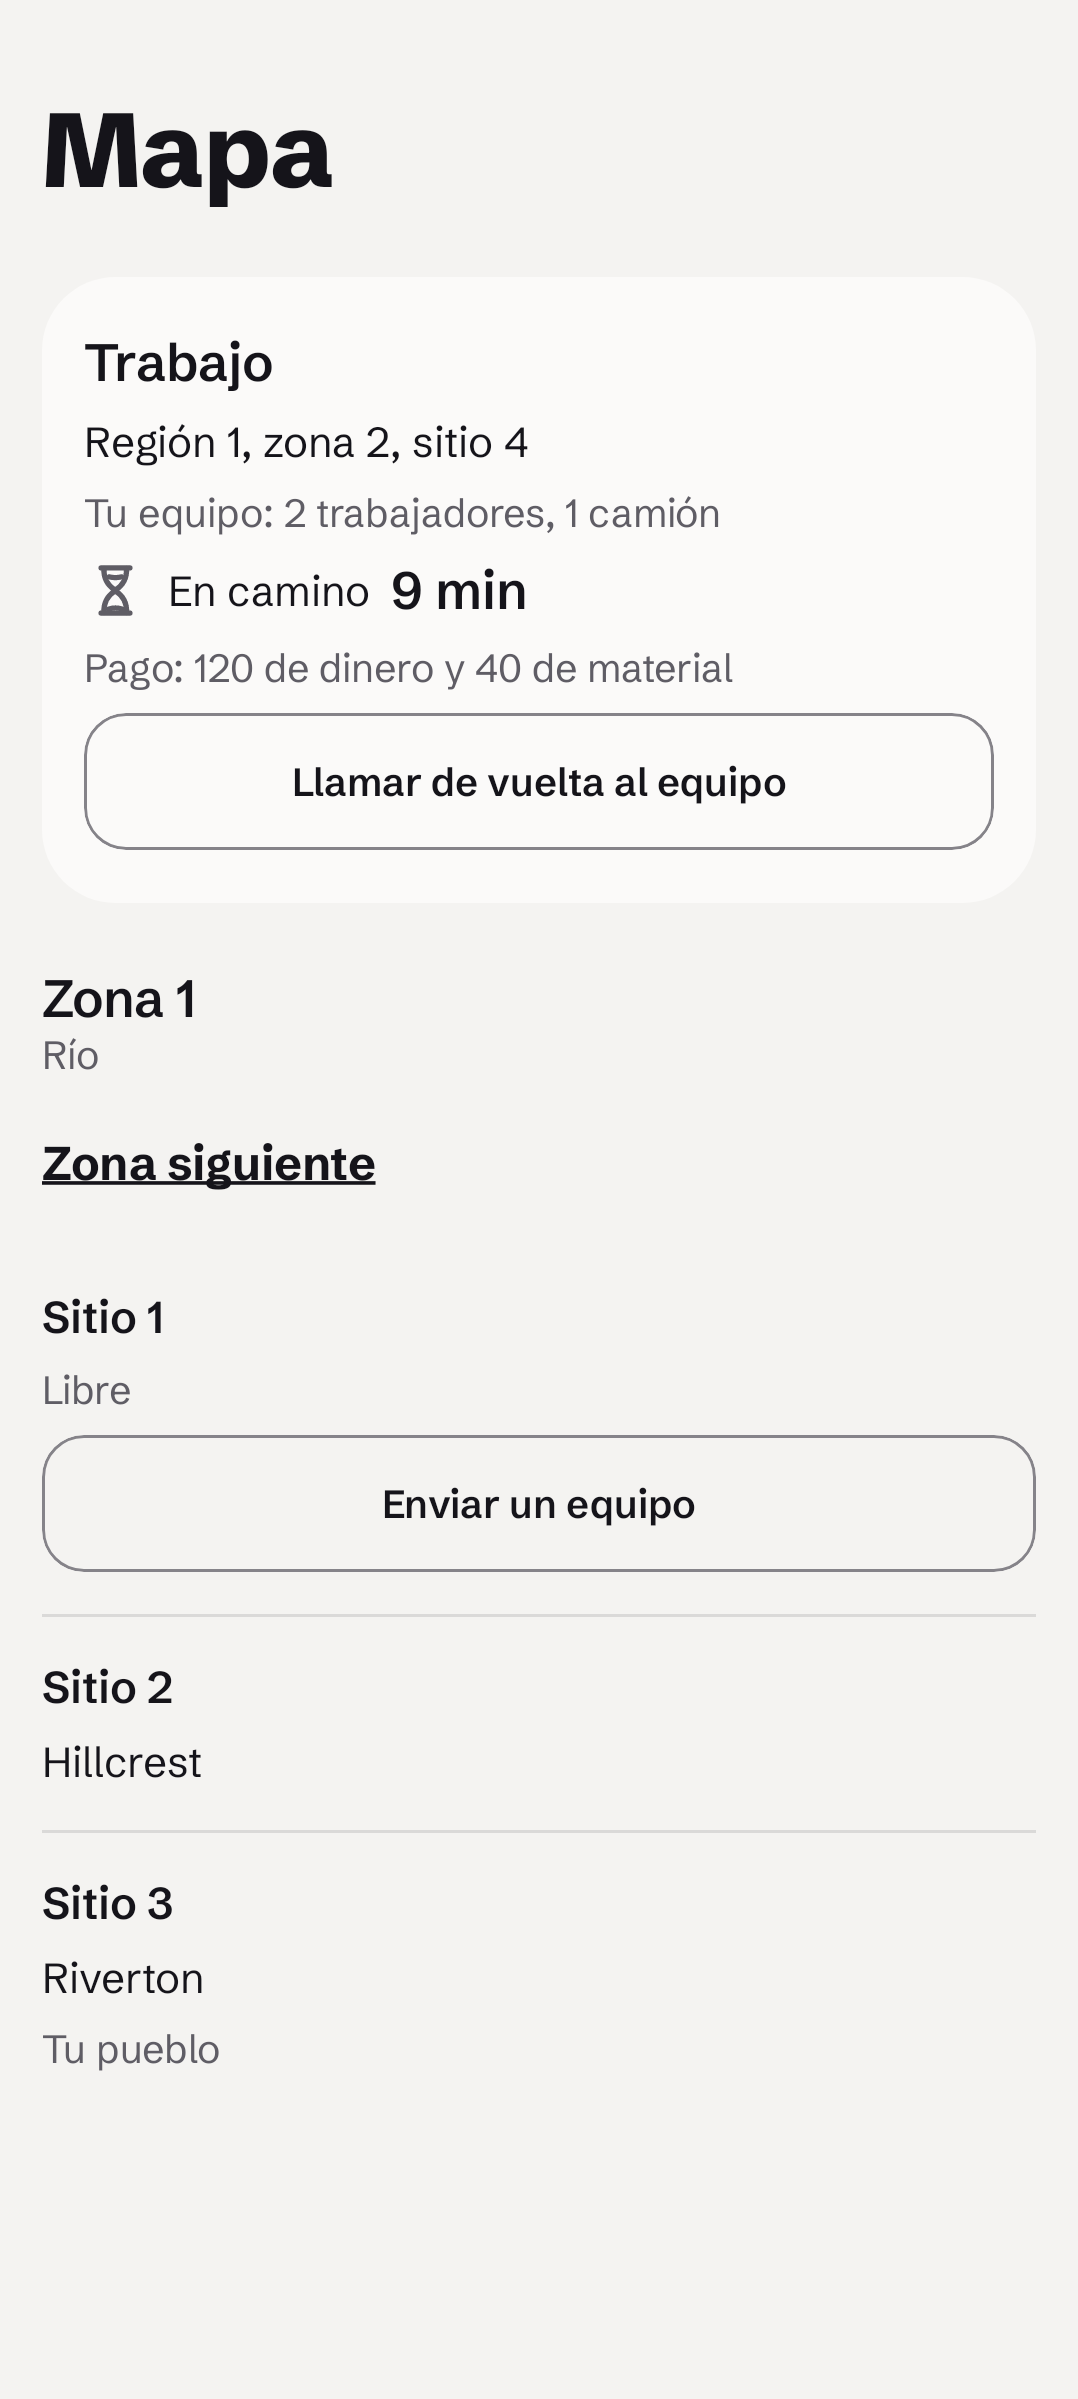 Mapa
Trabajo
Región 1, zona 2, sitio 4
Tu equipo: 2 trabajadores, 1 camión
En camino 9 min
Pago: 120 de dinero y 40 de material
Llamar de vuelta al equipo
Zona 1
Río
Zona siguiente
Sitio 1
Libre
Enviar un equipo
Sitio 2
Hillcrest
Sitio 3
Riverton
Tu pueblo